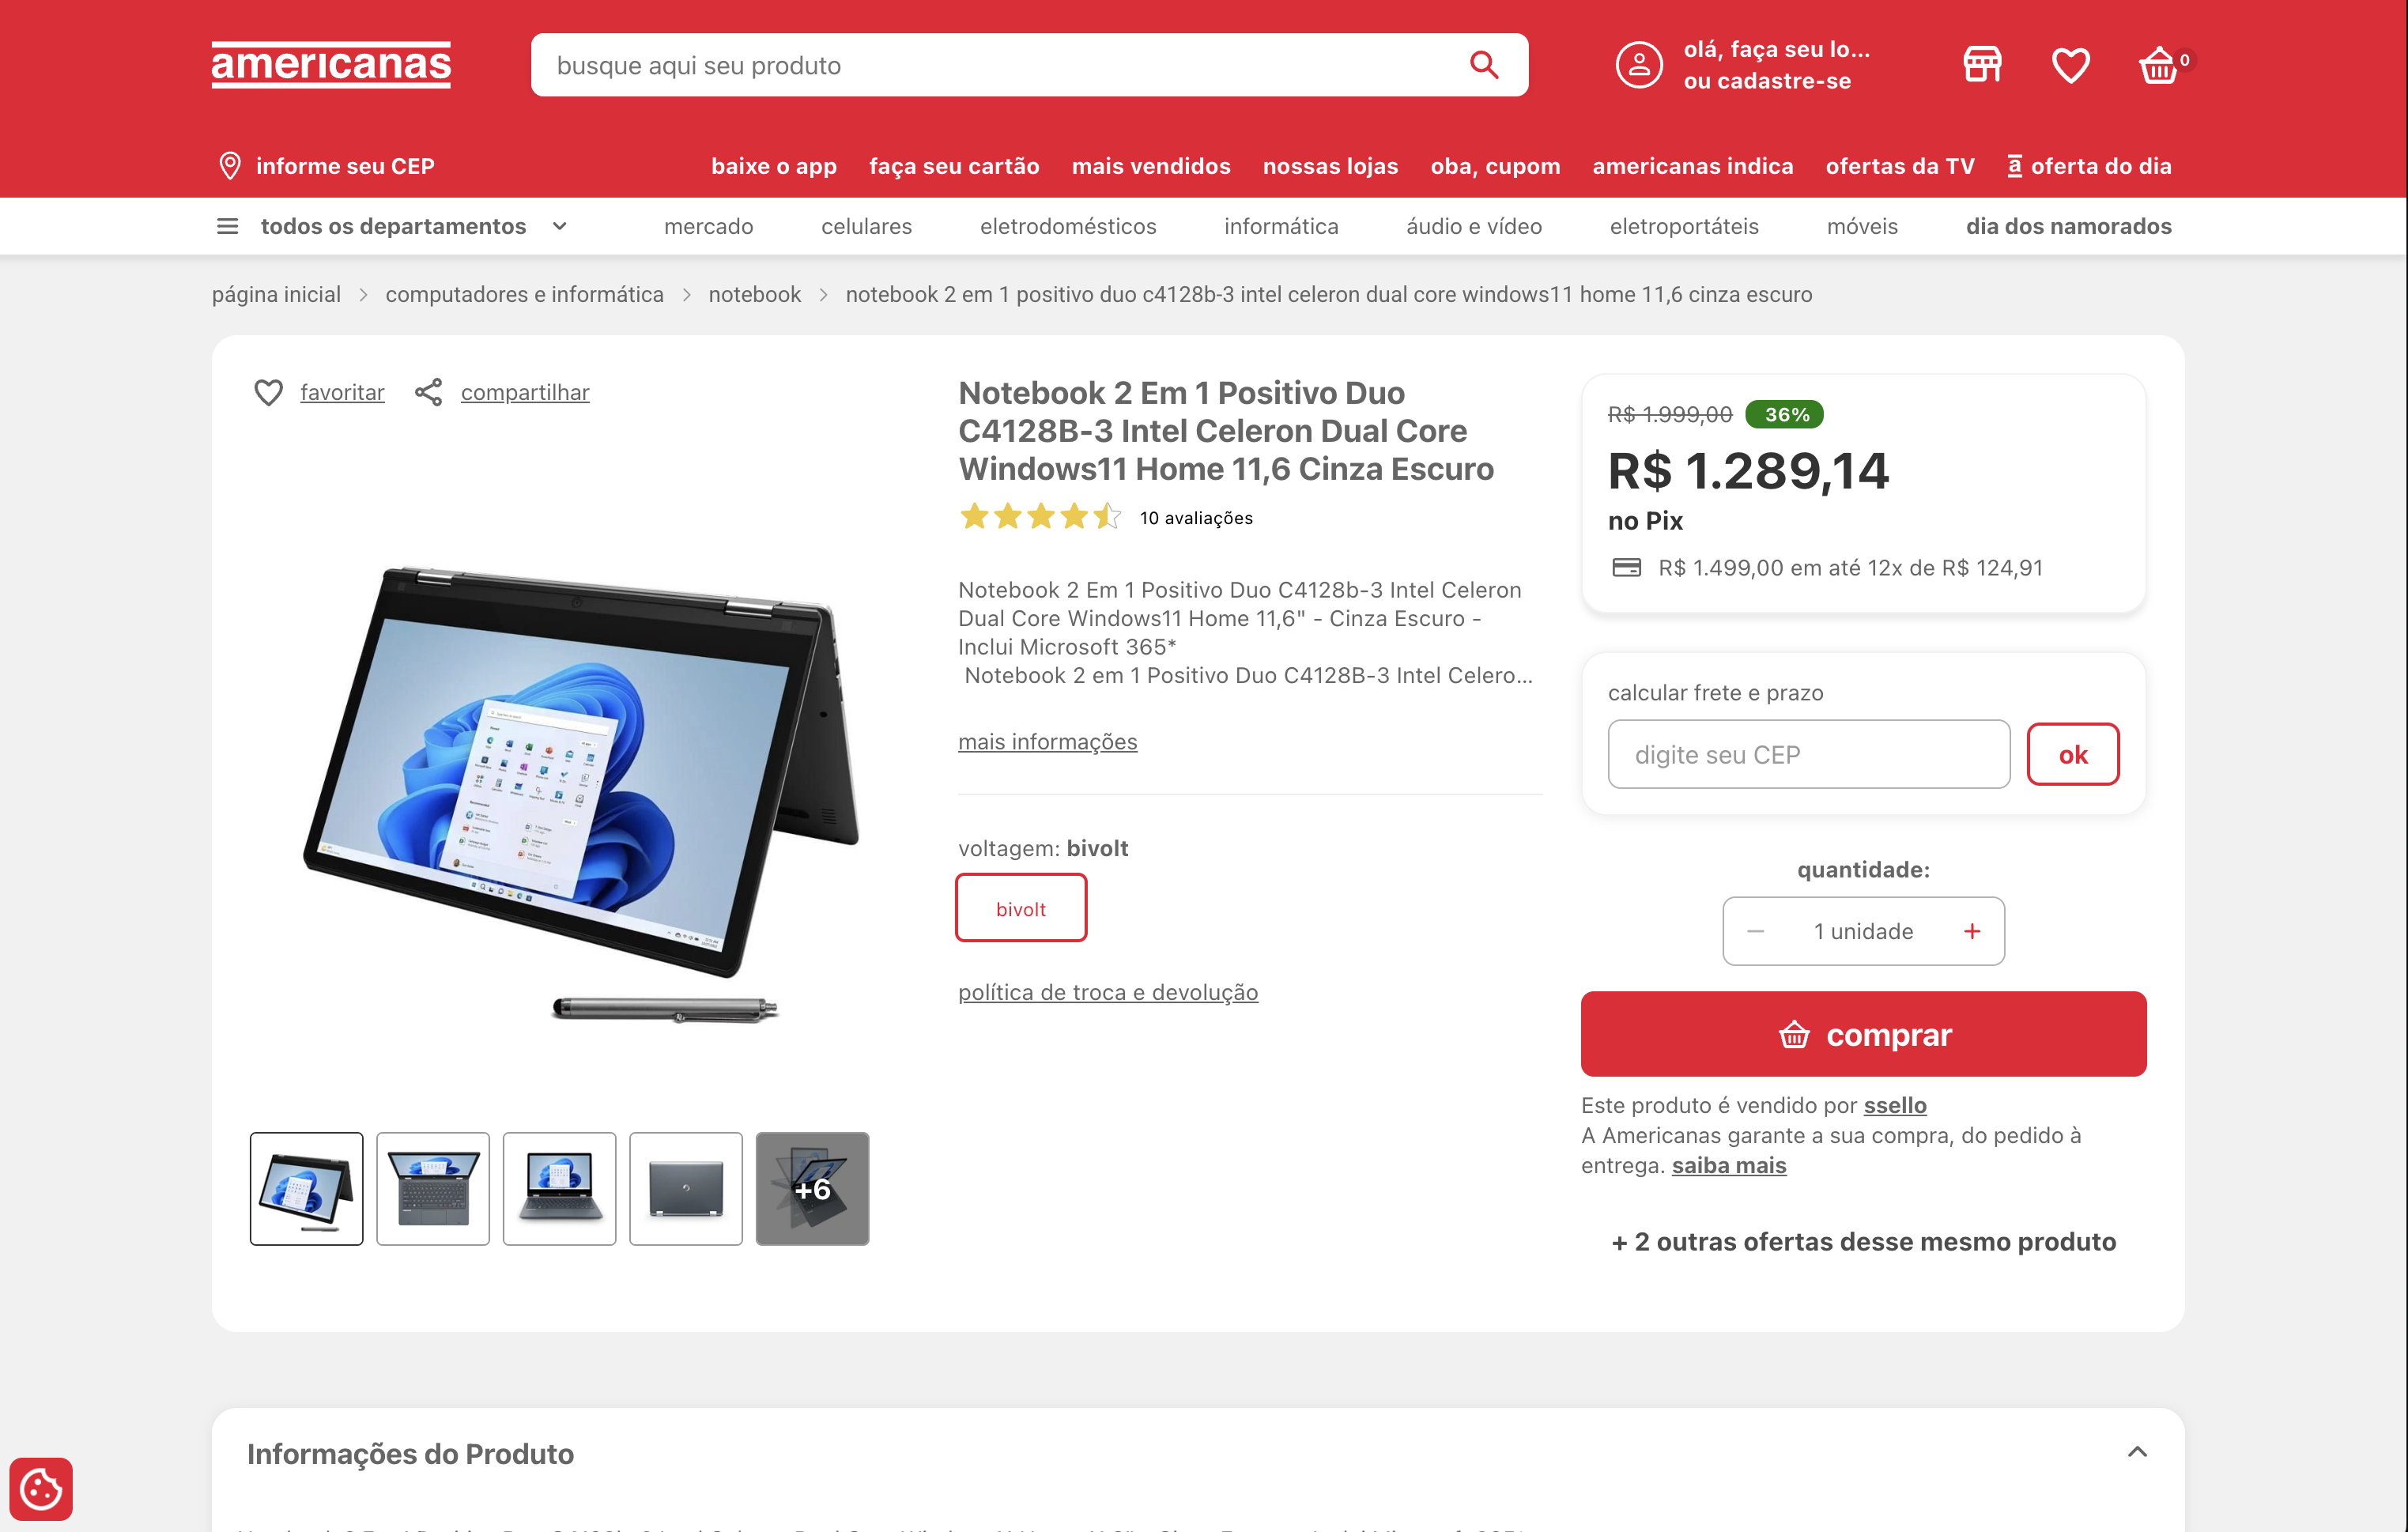 americanas
busque aqui seu produto
olá, faça seu lo...
ou cadastre-se
0
informe seu CEP
baixe o app
faça seu cartão
mais vendidos
nossas lojas
oba, cupom
americanas indica
ofertas da TV
a oferta do dia
todos os departamentos
mercado
celulares
eletrodomésticos
informática
áudio e vídeo
eletroportáteis
móveis
dia dos namorados
página inicial > computadores e informática > notebook > notebook 2 em 1 positivo duo c4128b-3 intel celeron dual core windows11 home 11,6 cinza escuro
favoritar
compartilhar
+6
Notebook 2 Em 1 Positivo Duo
C4128B-3 Intel Celeron Dual Core
Windows11 Home 11,6 Cinza Escuro
10 avaliações
Notebook 2 Em 1 Positivo Duo C4128b-3 Intel Celeron
Dual Core Windows11 Home 11,6" - Cinza Escuro -
Inclui Microsoft 365*
Notebook 2 em 1 Positivo Duo C4128B-3 Intel Celero...
mais informações
voltagem: bivolt
bivolt
política de troca e devolução
R$ 1.999,00
36%
R$ 1.289,14
no Pix
R$ 1.499,00 em até 12x de R$ 124,91
calcular frete e prazo
digite seu CEP
ok
quantidade:
− 1 unidade +
comprar
Este produto é vendido por ssello
A Americanas garante a sua compra, do pedido à
entrega. saiba mais
+ 2 outras ofertas desse mesmo produto
Informações do Produto